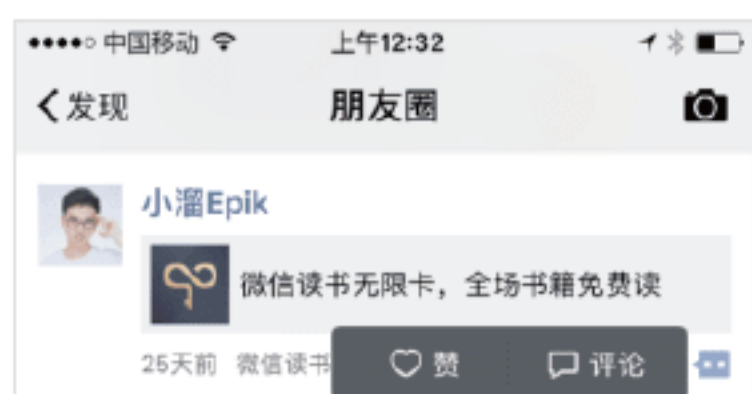 中国移动 上午12:32
发现 朋友圈
小溜Epik
微信读书无限卡，全场书籍免费读
25天前 微信读书 赞 评论